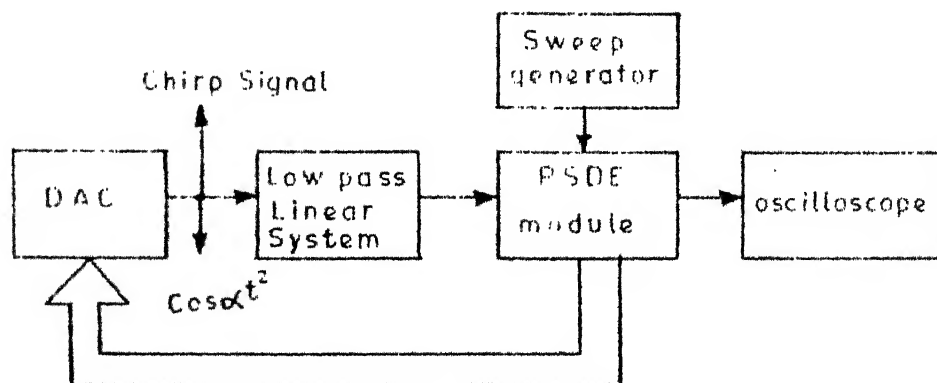 Sweep
generator
Chirp Signal
DAC
Low pass
Linear
System
PSDE
module
oscilloscope
Cosαt²